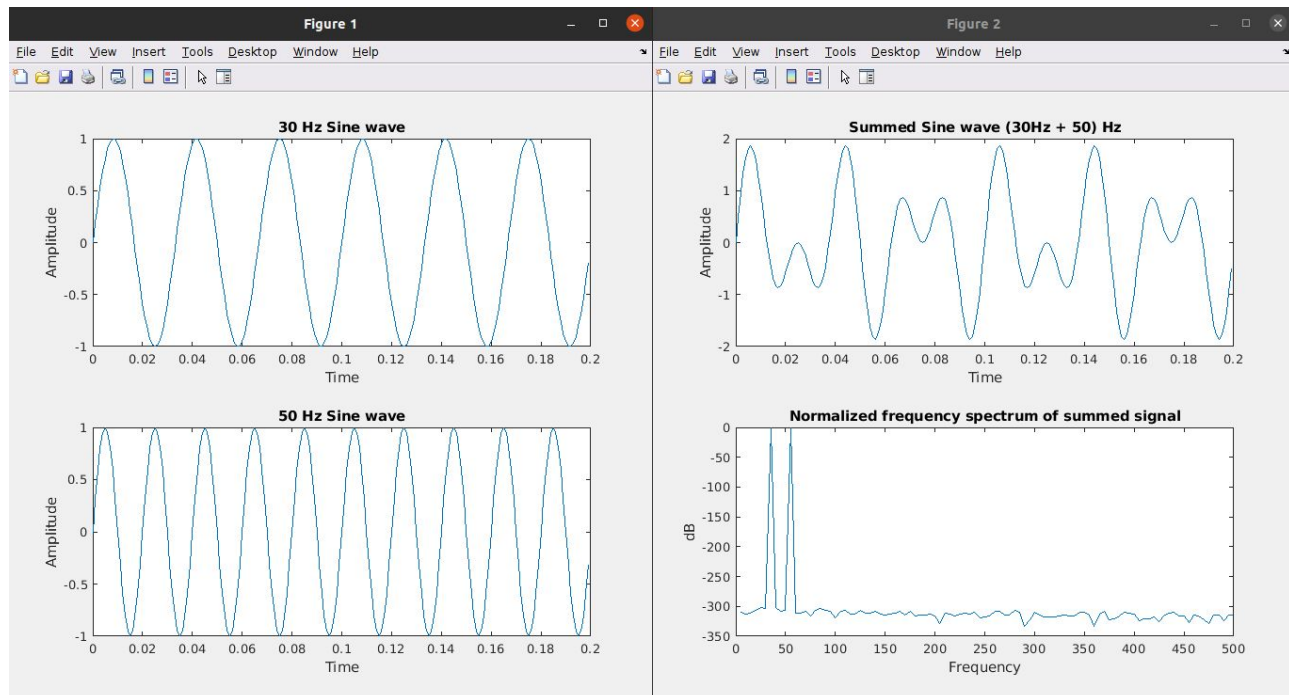 Figure 1
File Edit View Insert Tools Desktop Window Help
30 Hz Sine wave
1
0.5
0
-0.5
-1
Amplitude
0 0.02 0.04 0.06 0.08 0.1 0.12 0.14 0.16 0.18 0.2
Time
50 Hz Sine wave
1
0.5
0
-0.5
-1
Amplitude
0 0.02 0.04 0.06 0.08 0.1 0.12 0.14 0.16 0.18 0.2
Time
Figure 2
File Edit View Insert Tools Desktop Window Help
Summed Sine wave (30Hz + 50) Hz
2
1
0
-1
-2
Amplitude
0 0.02 0.04 0.06 0.08 0.1 0.12 0.14 0.16 0.18 0.2
Time
Normalized frequency spectrum of summed signal
0
-50
-100
-150
-200
-250
-300
-350
dB
0 50 100 150 200 250 300 350 400 450 500
Frequency